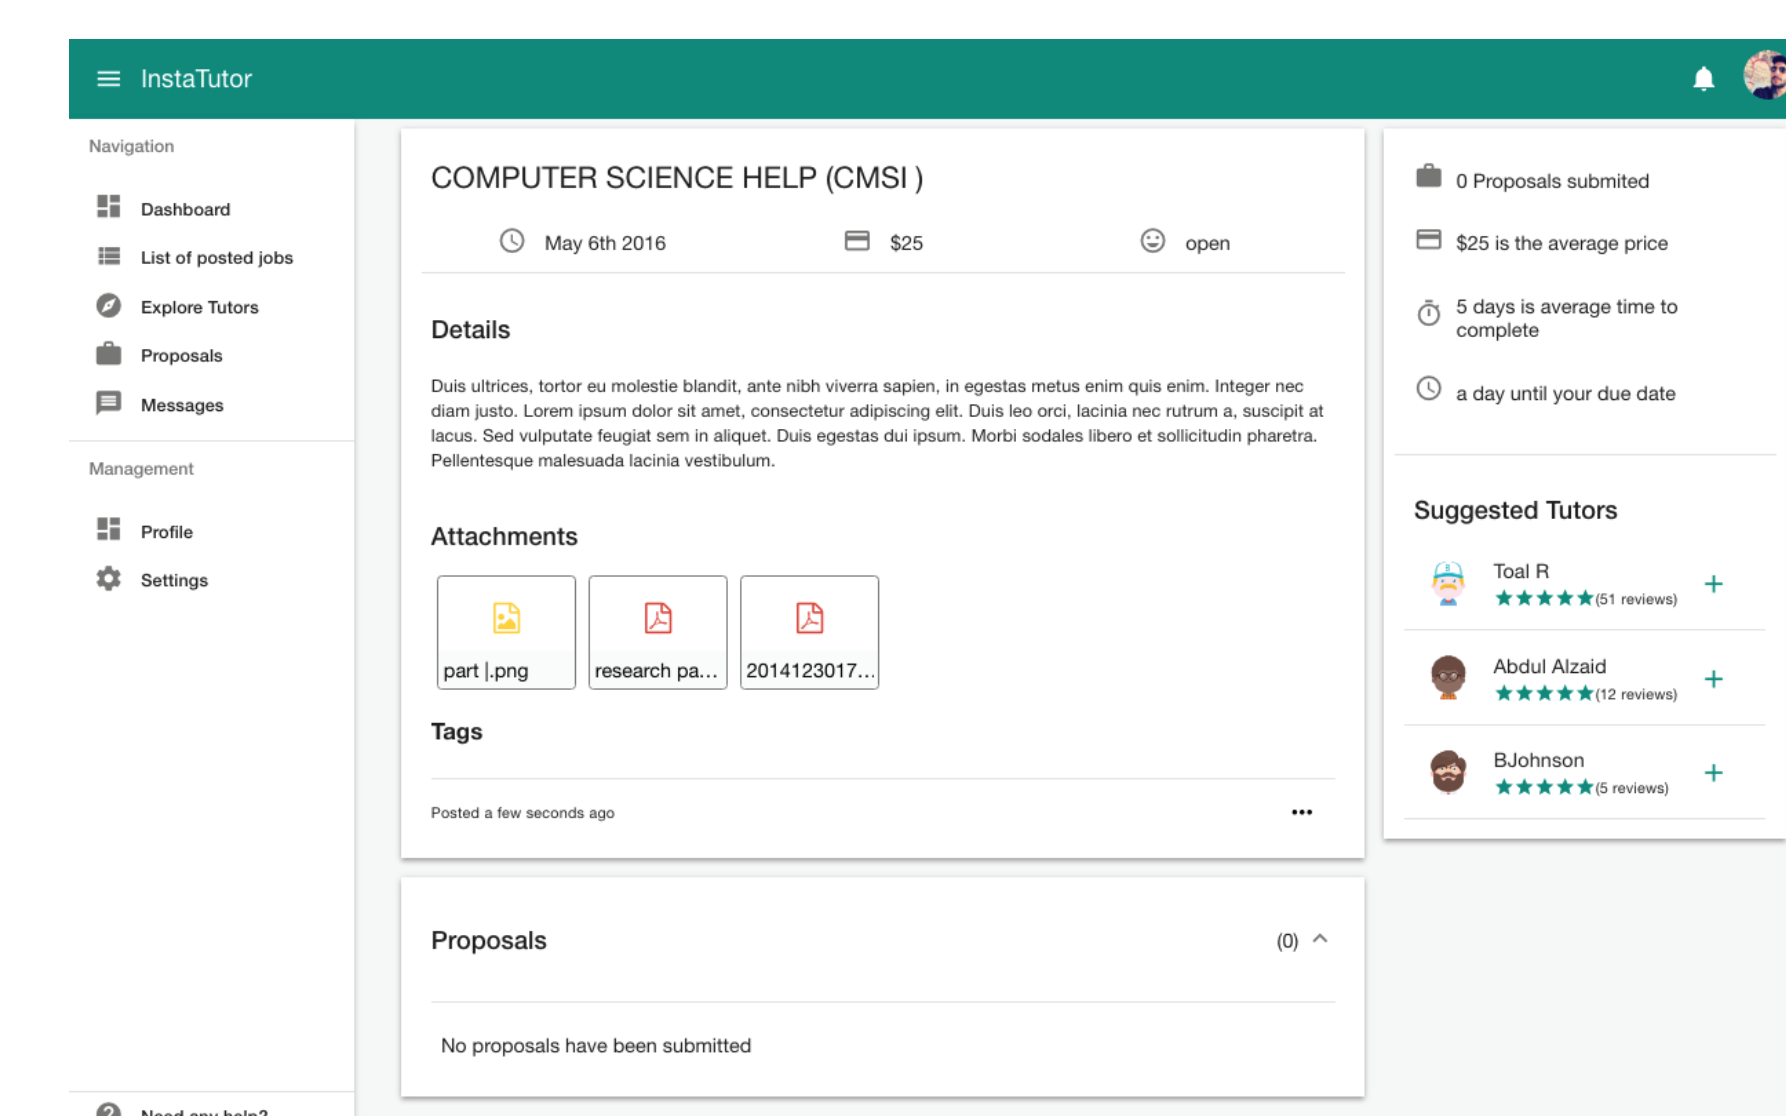 InstaTutor
Navigation
Dashboard
List of posted jobs
Explore Tutors
Proposals
Messages
Management
Profile
Settings
Need any help?
COMPUTER SCIENCE HELP (CMSI )
May 6th 2016
$25
open
Details
Duis ultrices, tortor eu molestie blandit, ante nibh viverra sapien, in egestas metus enim quis enim. Integer nec
diam justo. Lorem ipsum dolor sit amet, consectetur adipiscing elit. Duis leo orci, lacinia nec rutrum a, suscipit at
lacus. Sed vulputate feugiat sem in aliquet. Duis egestas dui ipsum. Morbi sodales libero et sollicitudin pharetra.
Pellentesque malesuada lacinia vestibulum.
Attachments
part |.png
research pa...
2014123017...
Tags
Posted a few seconds ago
Proposals
(0)
No proposals have been submitted
0 Proposals submited
$25 is the average price
5 days is average time to
complete
a day until your due date
Suggested Tutors
Toal R
(51 reviews)
Abdul Alzaid
(12 reviews)
BJohnson
(5 reviews)